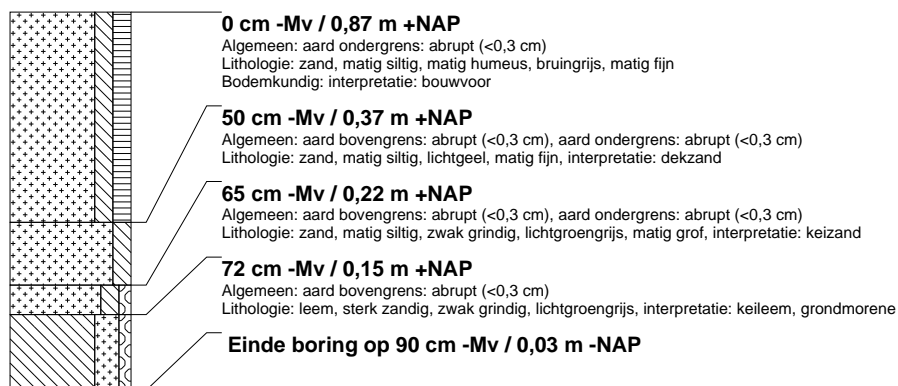 0 cm -Mv / 0,87 m +NAP
Algemeen: aard ondergrens: abrupt (<0,3 cm)
Lithologie: zand, matig siltig, matig humeus, bruingrijs, matig fijn
Bodemkundig: interpretatie: bouwvoor
50 cm -Mv / 0,37 m +NAP
Algemeen: aard bovengrens: abrupt (<0,3 cm), aard ondergrens: abrupt (<0,3 cm)
Lithologie: zand, matig siltig, lichtgeel, matig fijn, interpretatie: dekzand
65 cm -Mv / 0,22 m +NAP
Algemeen: aard bovengrens: abrupt (<0,3 cm), aard ondergrens: abrupt (<0,3 cm)
Lithologie: zand, matig siltig, zwak grindig, lichtgroengrijs, matig grof, interpretatie: keizand
72 cm -Mv / 0,15 m +NAP
Algemeen: aard bovengrens: abrupt (<0,3 cm)
Lithologie: leem, sterk zandig, zwak grindig, lichtgroengrijs, interpretatie: keileem, grondmorene
Einde boring op 90 cm -Mv / 0,03 m -NAP